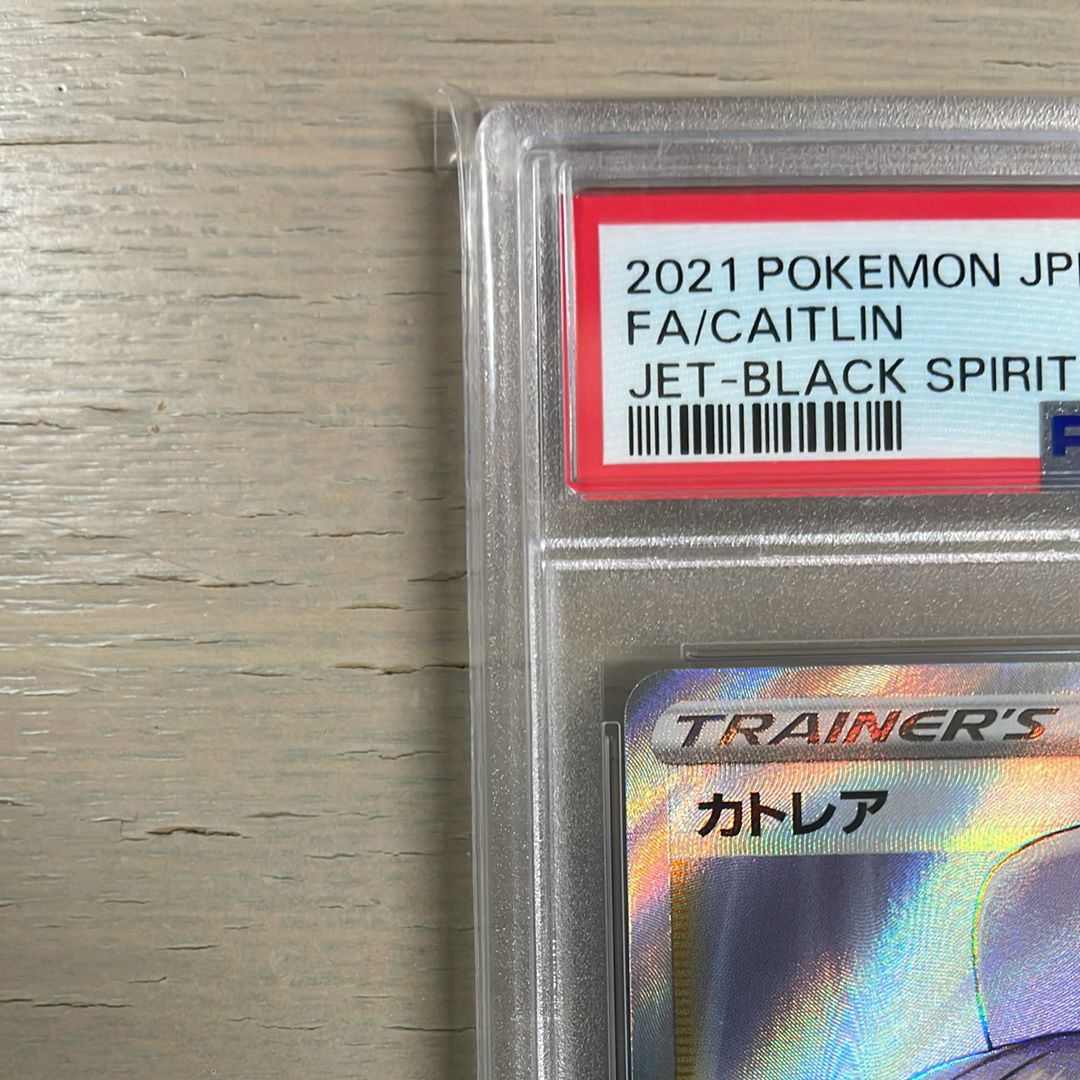 2021 POKEMON JP
FA/CAITLIN
JET-BLACK SPIRIT
TRAINER'S
カトレア